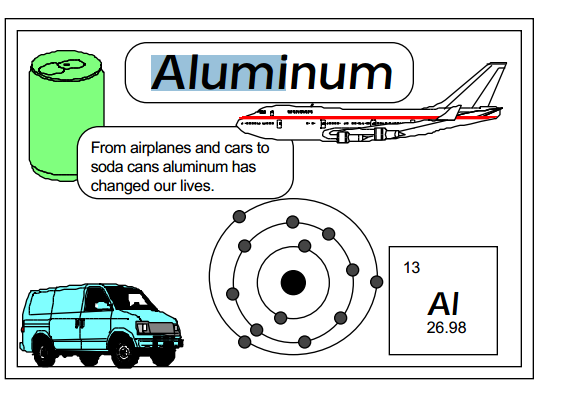 Aluminum
From airplanes and cars to
soda cans aluminum has
changed our lives.
13
Al
26.98